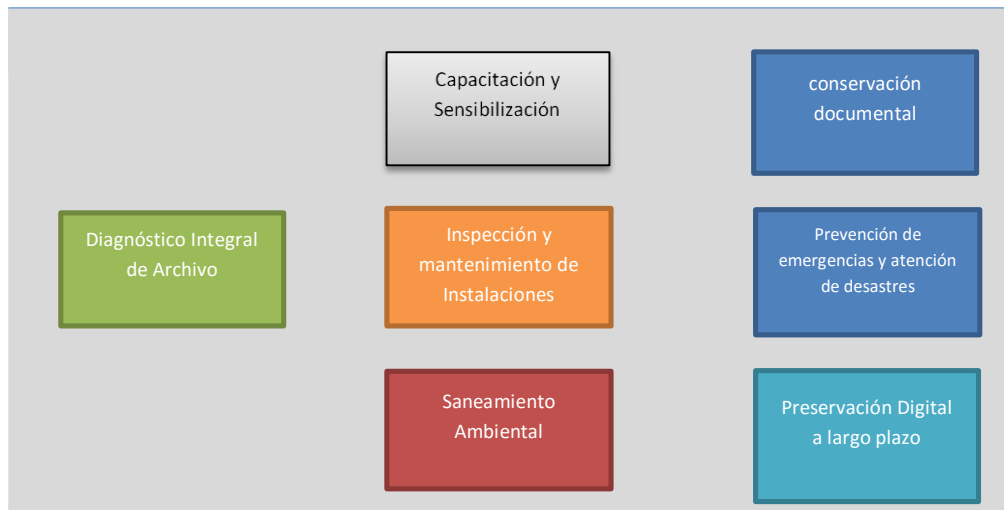 Capacitación y
Sensibilización
conservación
documental
Diagnóstico Integral
de Archivo
Inspección y
mantenimiento de
Instalaciones
Prevención de
emergencias y atención
de desastres
Saneamiento
Ambiental
Preservación Digital
a largo plazo